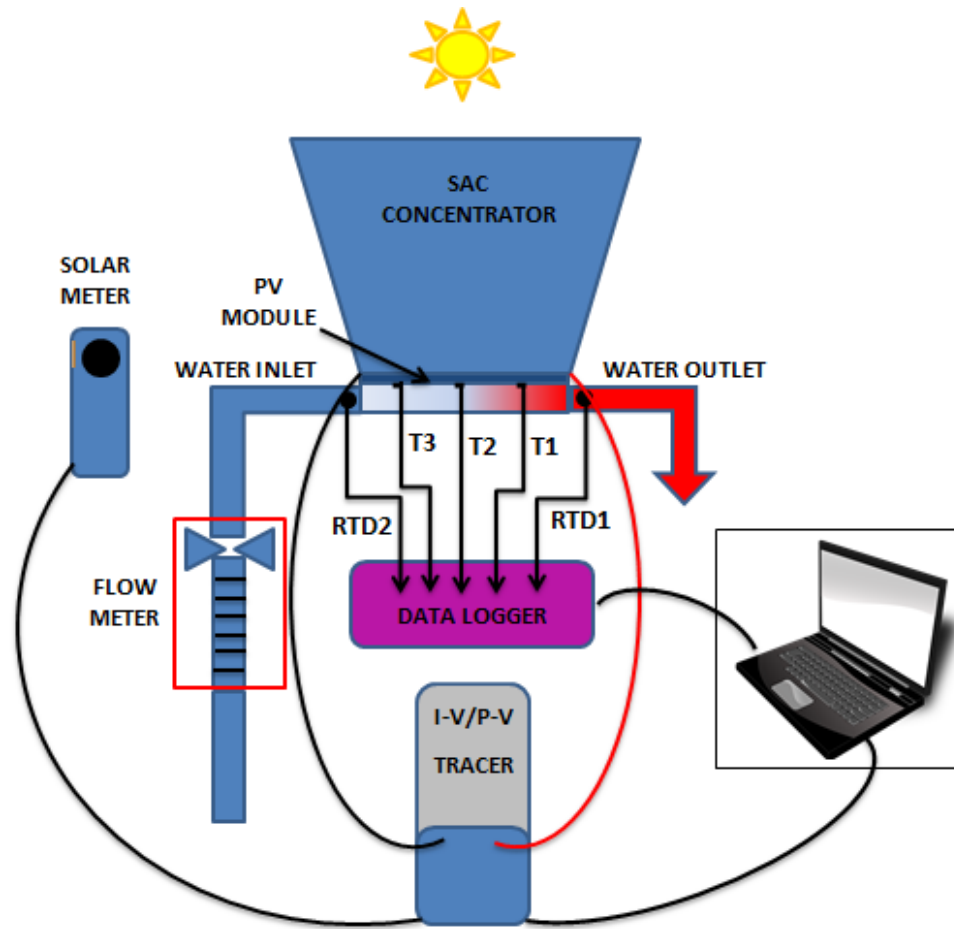 SAC
CONCENTRATOR
SOLAR
METER
PV
MODULE
WATER INLET
WATER OUTLET
T3
T2
T1
RTD2
RTD1
FLOW
METER
DATA LOGGER
I-V/P-V
TRACER